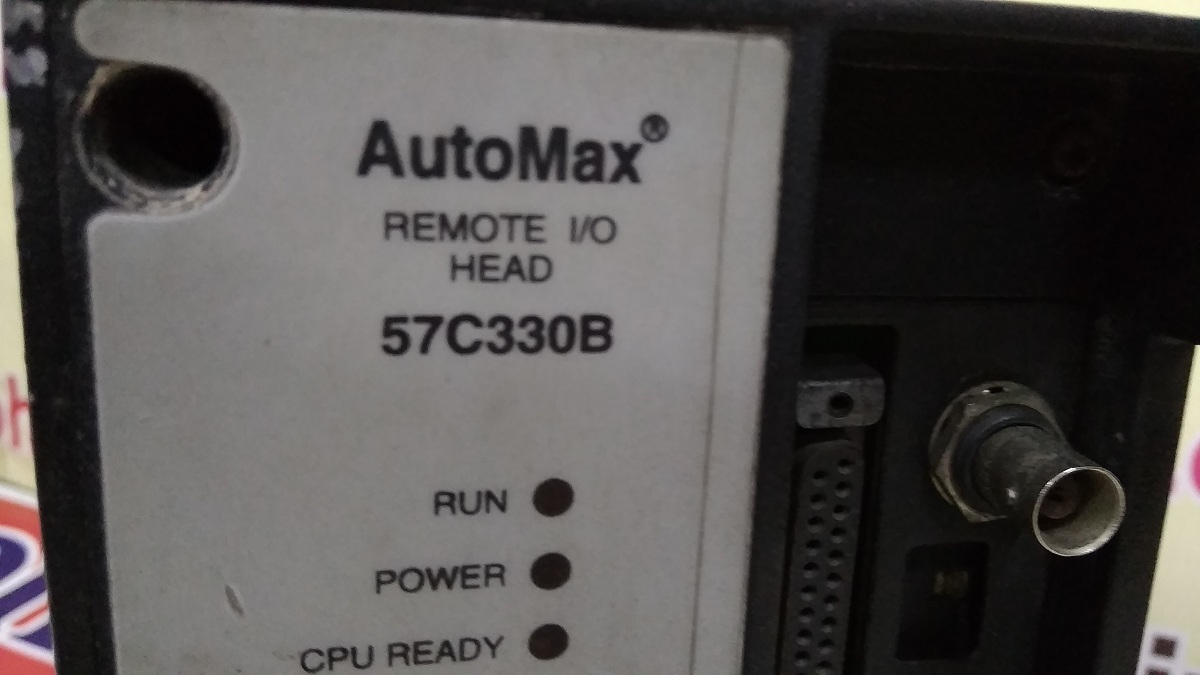 AutoMax®
REMOTE I/O
HEAD
57C330B
RUN
POWER
CPU READY